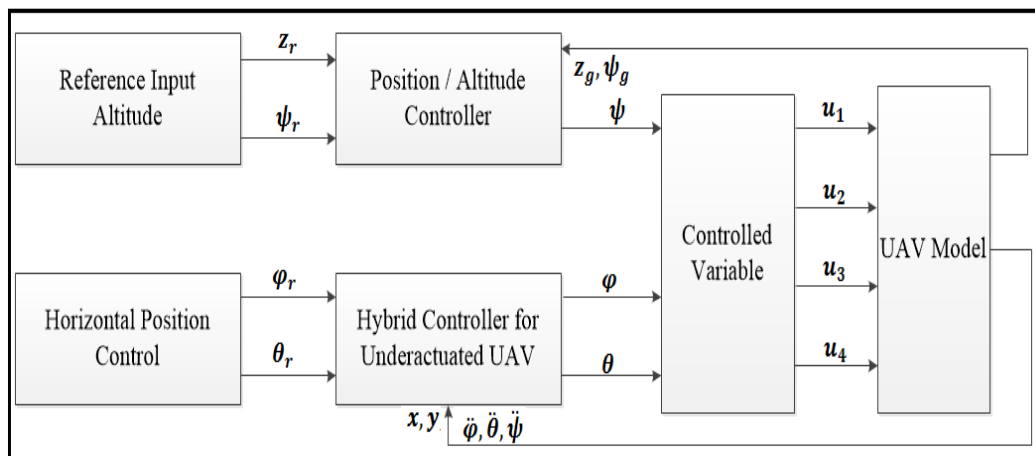 Reference Input
Altitude
z_r
ψ_r
Position / Altitude
Controller
z_g, ψ_g
ψ
Horizontal Position
Control
φ_r
θ_r
Hybrid Controller for
Underactuated UAV
φ
θ
x, y
φ̈, θ̈, ψ̈
Controlled
Variable
u_1
u_2
u_3
u_4
UAV Model